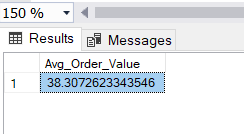 150 %
Results Messages
Avg_Order_Value
1 38.3072623343546